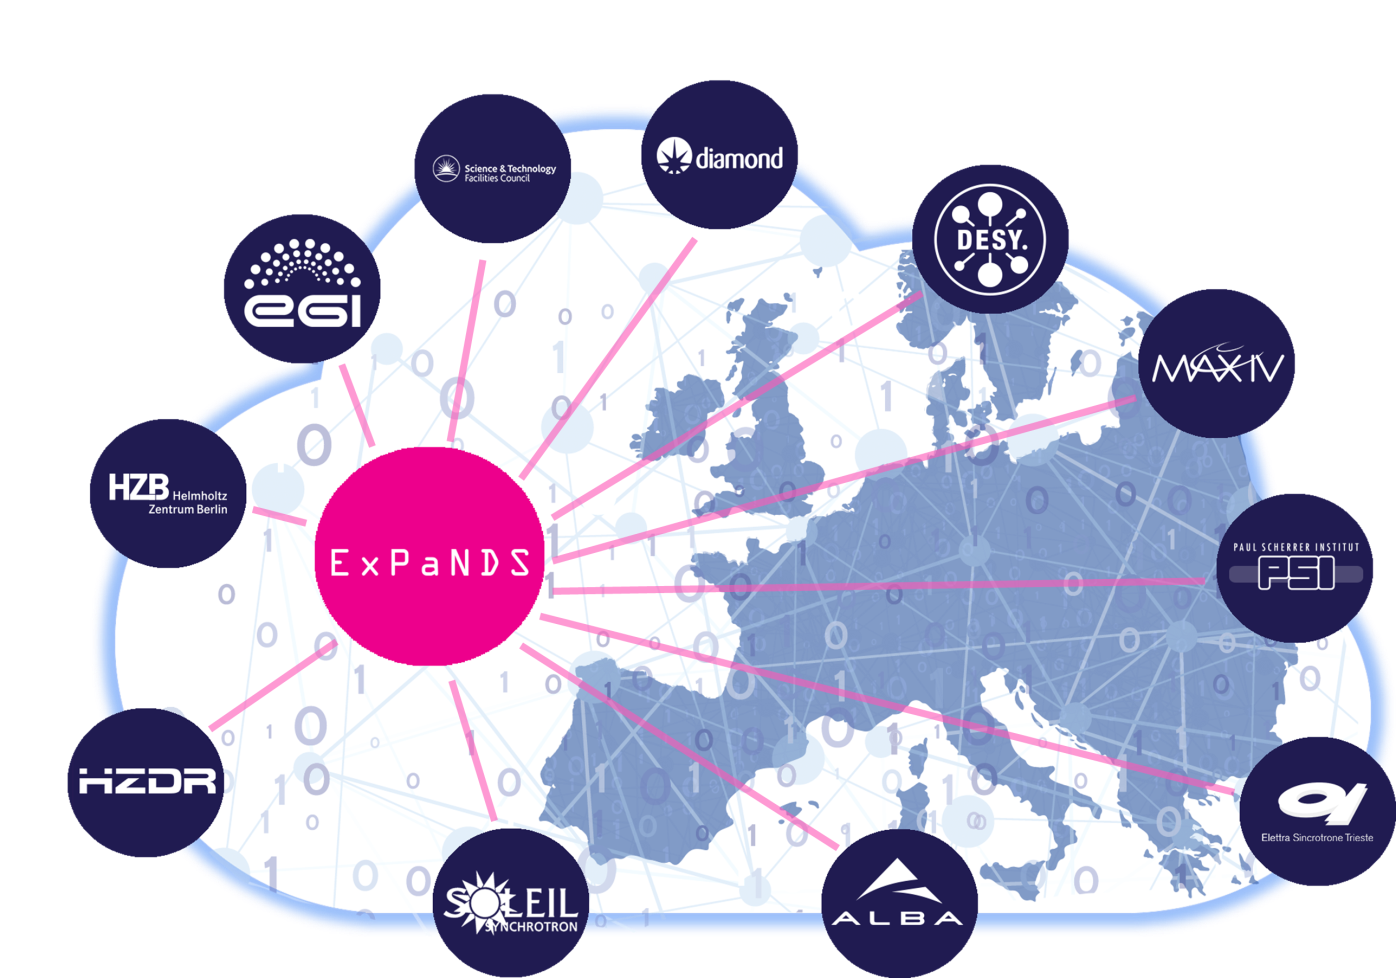 Science & Technology
Facilities Council
diamond
DESY.
egi
MAX IV
HZB Helmholtz
Zentrum Berlin
ExPaNDS
PAUL SCHERRER INSTITUT
PSI
HZDR
Elettra Sincrotrone Trieste
SOLEIL
SYNCHROTRON
ALBA